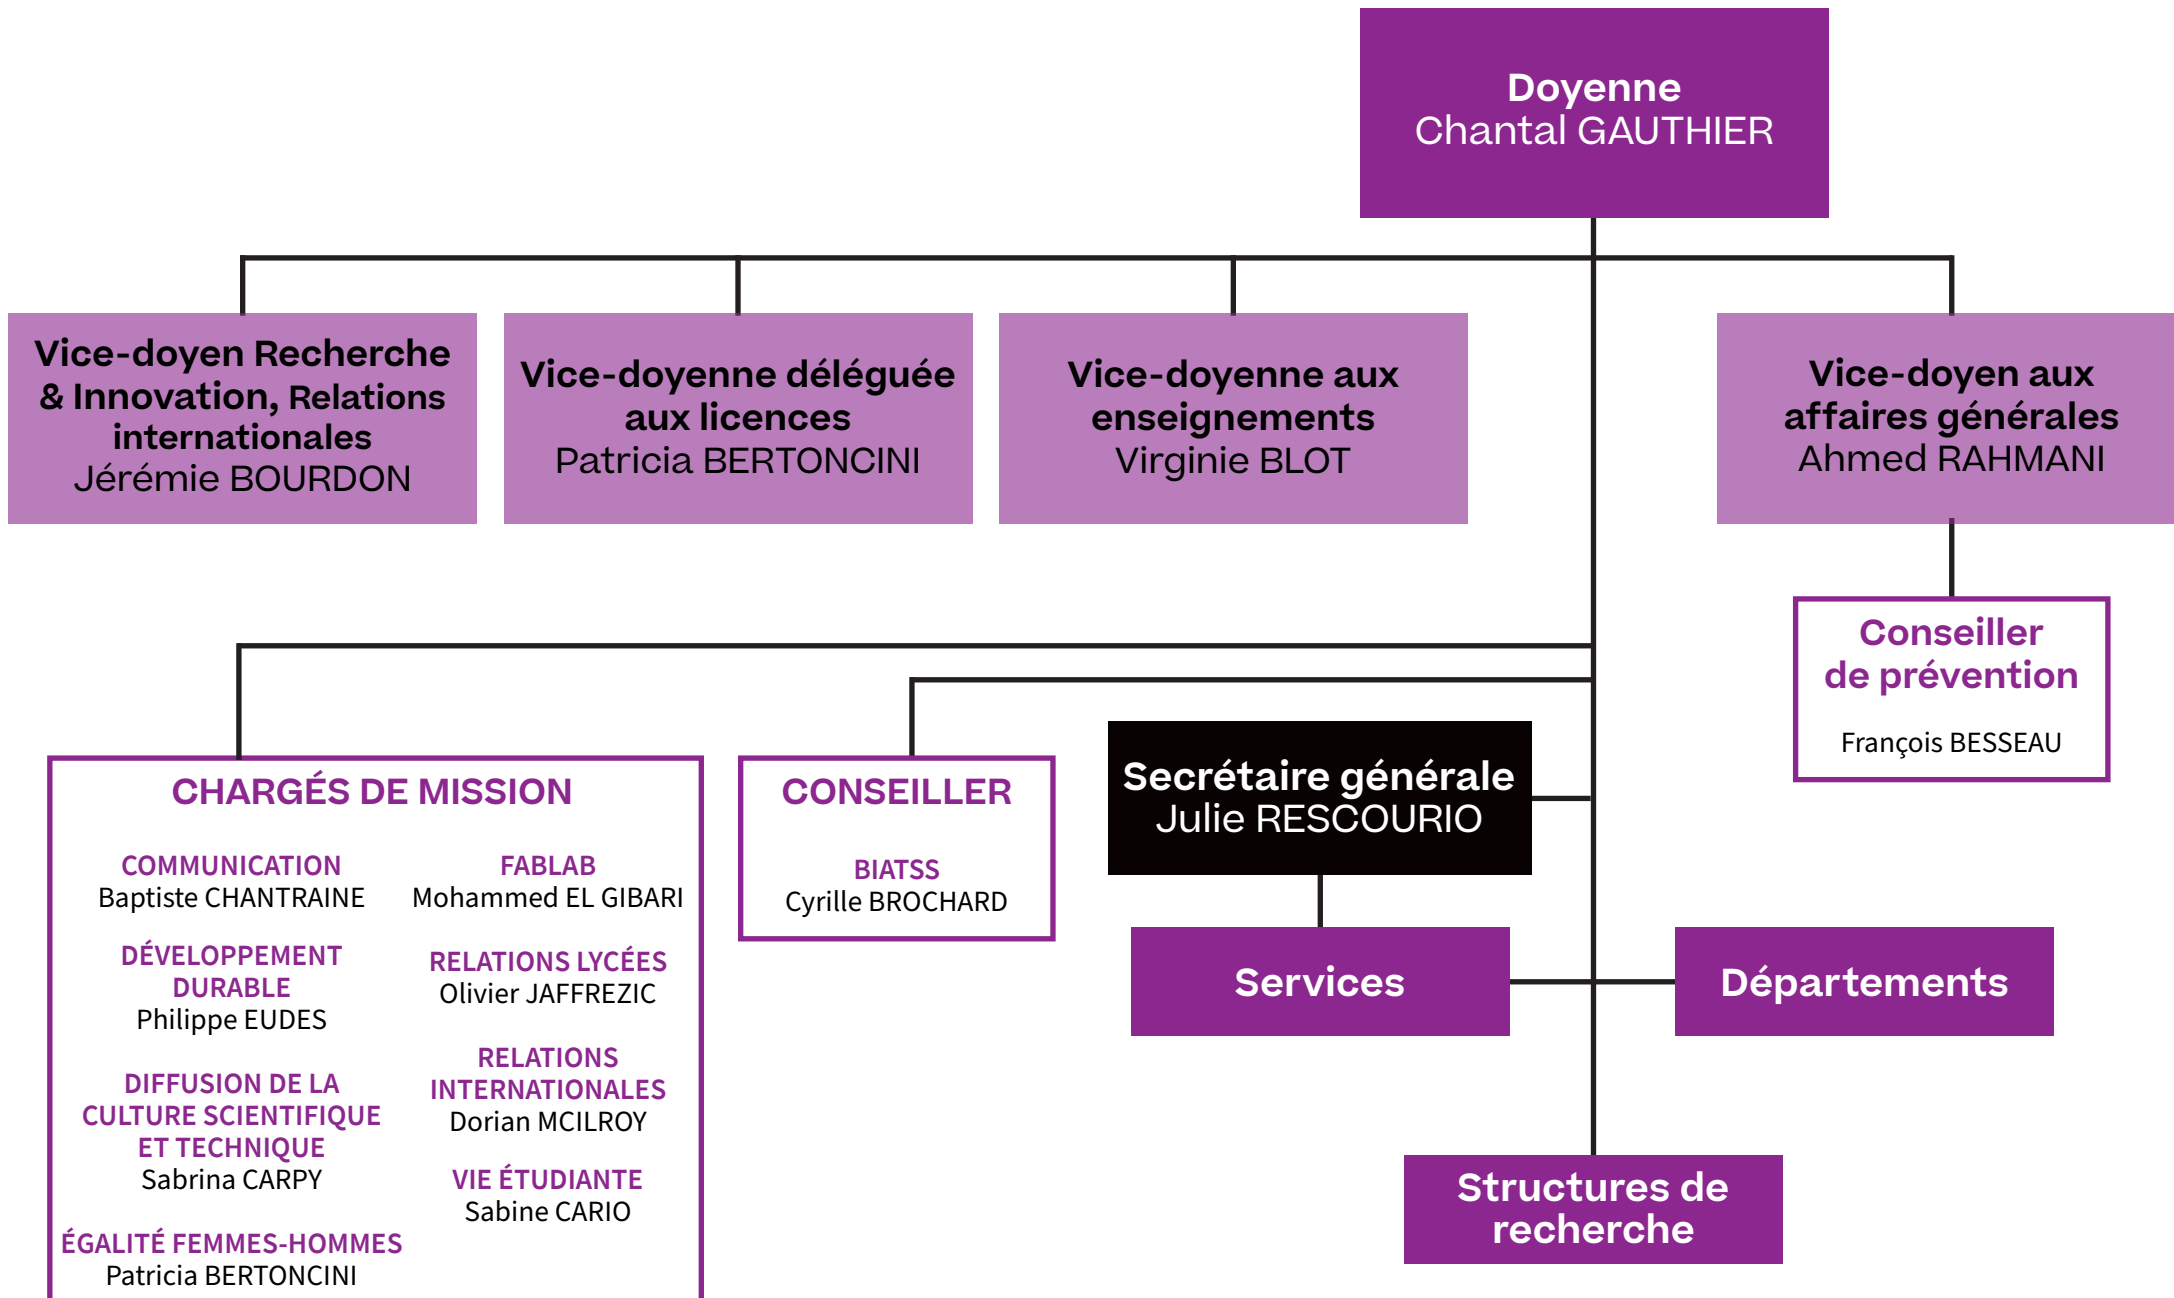 Doyenne
Chantal GAUTHIER
Vice-doyen Recherche
& Innovation, Relations
internationales
Jérémie BOURDON
Vice-doyenne déléguée
aux licences
Patricia BERTONCINI
Vice-doyenne aux
enseignements
Virginie BLOT
Vice-doyen aux
affaires générales
Ahmed RAHMANI
Conseiller
de prévention
François BESSEAU
CHARGÉS DE MISSION
COMMUNICATION
Baptiste CHANTRAINE
DÉVELOPPEMENT
DURABLE
Philippe EUDES
DIFFUSION DE LA
CULTURE SCIENTIFIQUE
ET TECHNIQUE
Sabrina CARPY
ÉGALITÉ FEMMES-HOMMES
Patricia BERTONCINI
FABLAB
Mohammed EL GIBARI
RELATIONS LYCÉES
Olivier JAFFREZIC
RELATIONS
INTERNATIONALES
Dorian MCILROY
VIE ÉTUDIANTE
Sabine CARIO
CONSEILLER
BIATSS
Cyrille BROCHARD
Secrétaire générale
Julie RESCOURIO
Services
Départements
Structures de
recherche